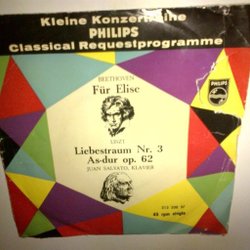 Kleine Konzertreihe
PHILIPS
Classical Requestprogramme
PHILIPS
BEETHOVEN
Für Elise
LISZT
Liebestraum Nr. 3
As-dur op. 62
JUAN SALVATO, KLAVIER
45 rpm single